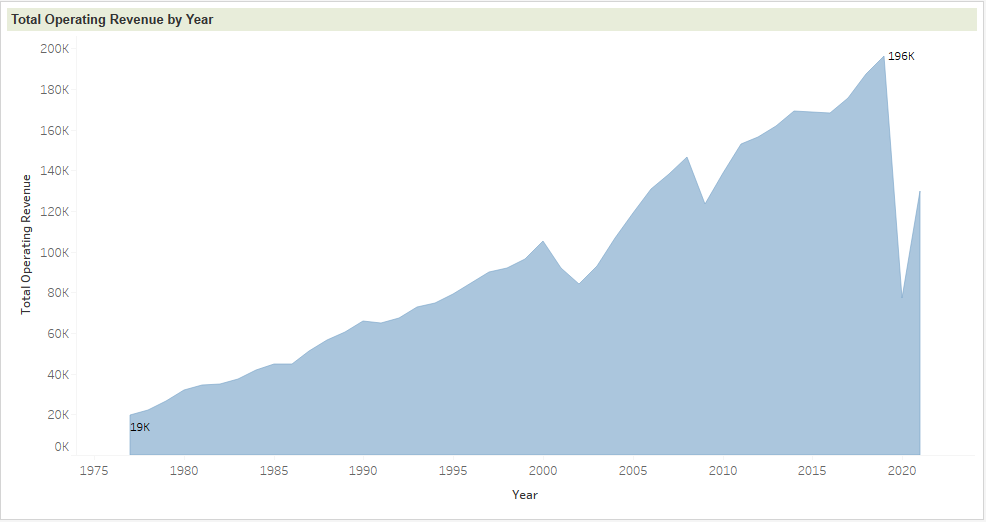 Total Operating Revenue by Year
200K
180K
160K
140K
120K
100K
80K
60K
40K
20K
0K
Total Operating Revenue
196K
19K
1975 1980 1985 1990 1995 2000 2005 2010 2015 2020
Year